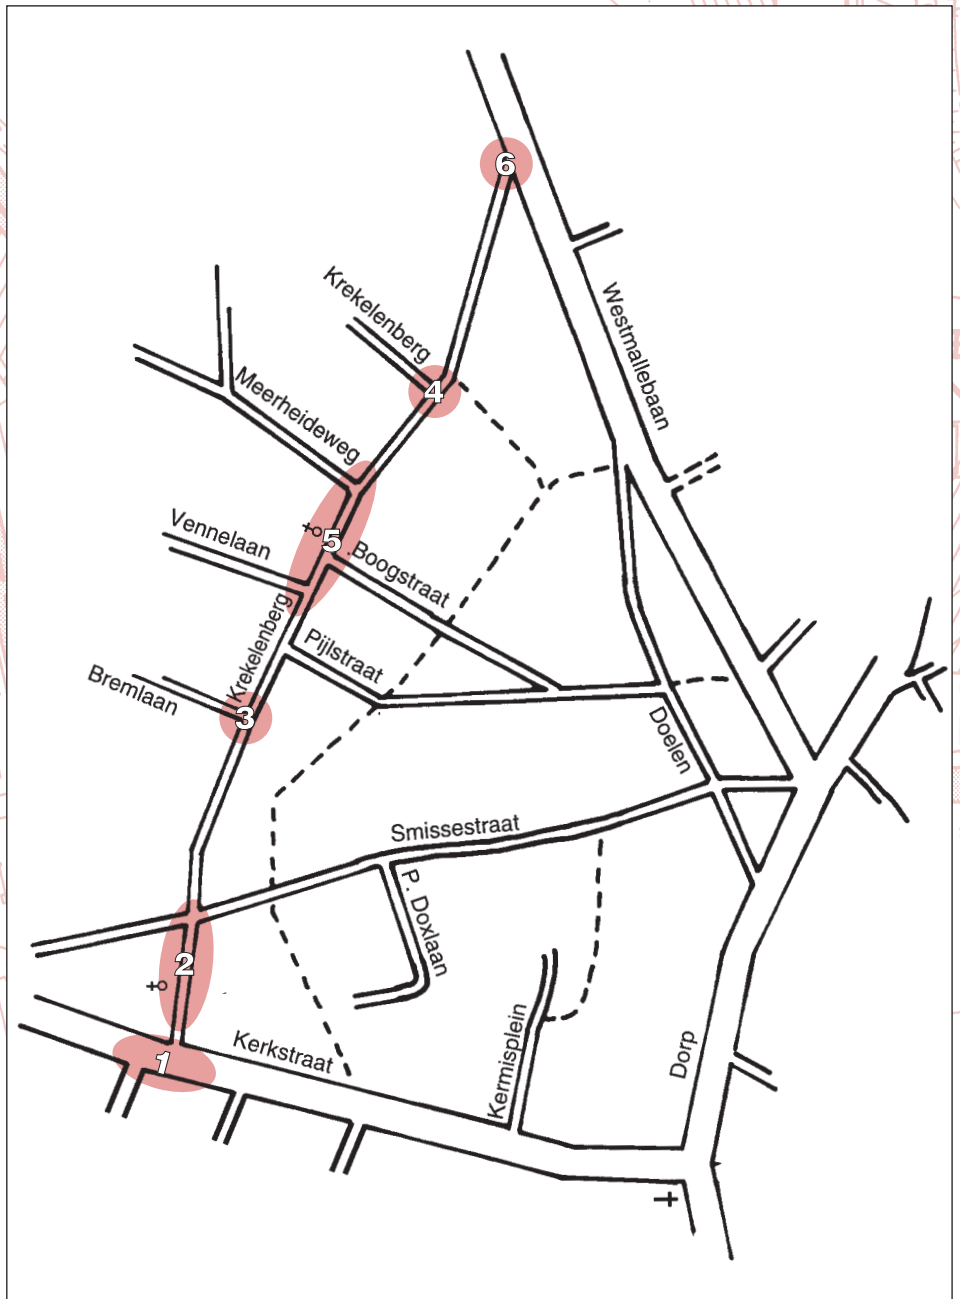 6
Krekelenberg
Westmallebaan
4
Meerheideweg
Vennelaan
5
.Boogstraat
Krekelenberg
Pijlstraat
Bremlaan
3
Doelen
Smissestraat
P. Doxlaan
2
Kerkstraat
1
Kermisplein
Dorp